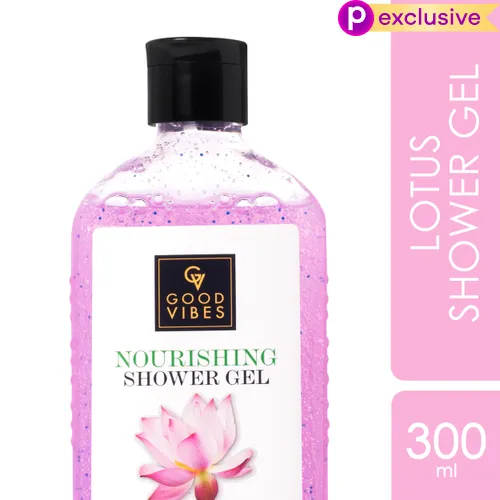 p exclusive
GV
GOOD
VIBES
NOURISHING
SHOWER GEL
LOTUS
SHOWER GEL
300
ml